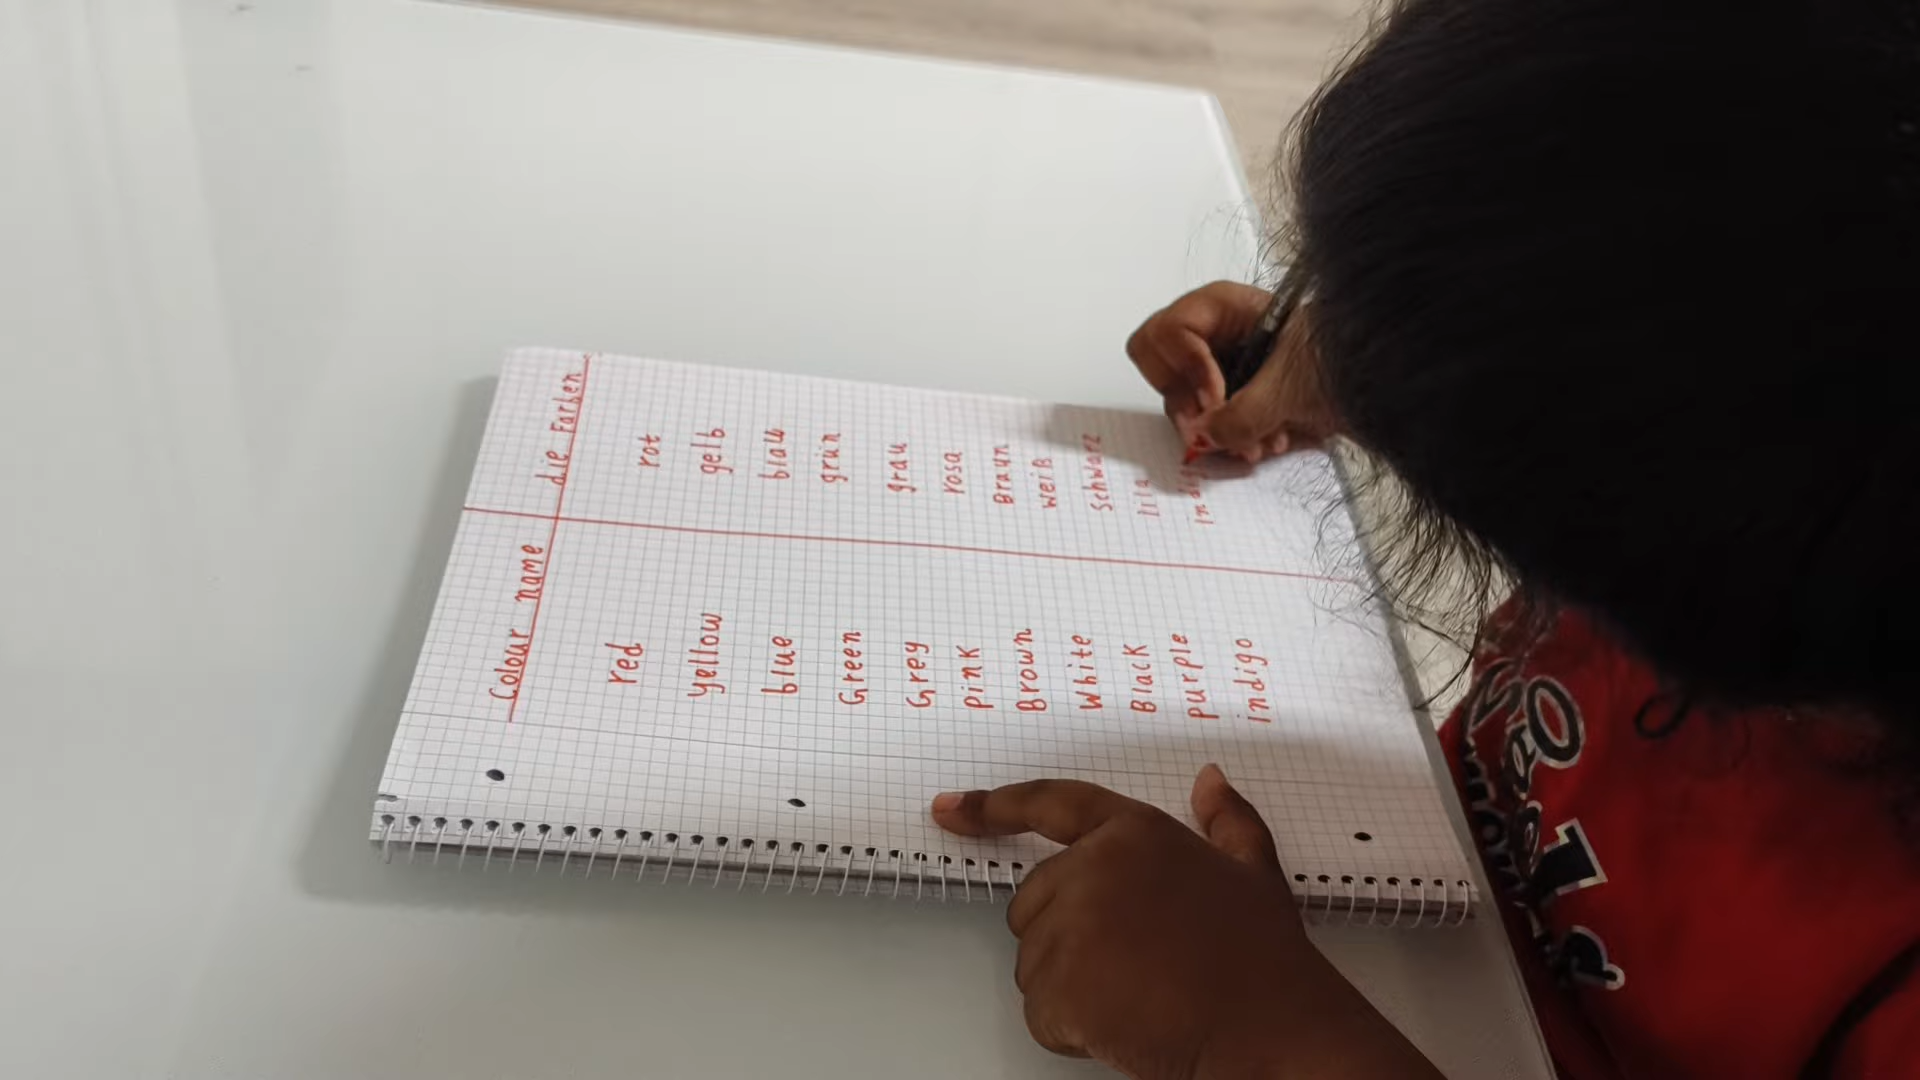 Colour name die Farben
red rot
yellow gelb
blue blau
Green grün
Grey grau
Pink rosa
Brown Braun
White weiß
Black Schwarz
purple lila
indigo